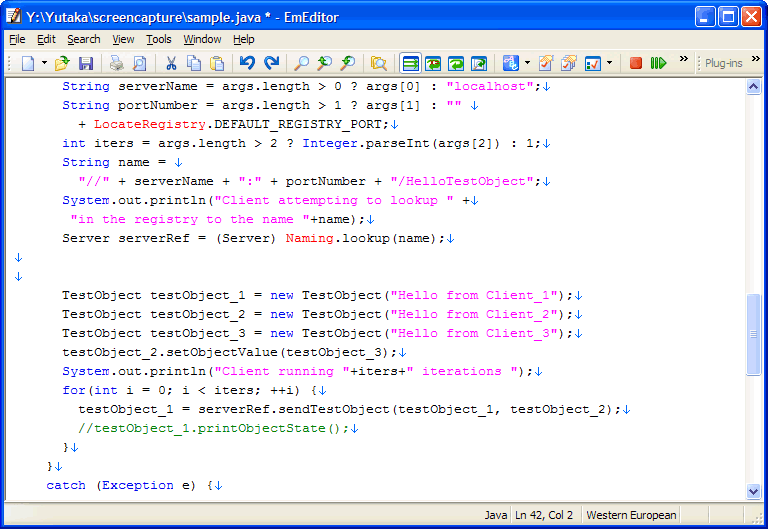 Y:\Yutaka\screencapture\sample.java * - EmEditor
File Edit Search View Tools Window Help
Plug-ins
String serverName = args.length > 0 ? args[0] : "localhost";↓
String portNumber = args.length > 1 ? args[1] : "" ↓
+ LocateRegistry.DEFAULT_REGISTRY_PORT;↓
int iters = args.length > 2 ? Integer.parseInt(args[2]) : 1;↓
String name = ↓
"//" + serverName + ":" + portNumber + "/HelloTestObject";↓
System.out.println("Client attempting to lookup " +↓
"in the registry to the name "+name);↓
Server serverRef = (Server) Naming.lookup(name);↓
↓
↓
TestObject testObject_1 = new TestObject("Hello from Client_1");↓
TestObject testObject_2 = new TestObject("Hello from Client_2");↓
TestObject testObject_3 = new TestObject("Hello from Client_3");↓
testObject_2.setObjectValue(testObject_3);↓
System.out.println("Client running "+iters+" iterations ");↓
for(int i = 0; i < iters; ++i) {↓
testObject_1 = serverRef.sendTestObject(testObject_1, testObject_2);↓
//testObject_1.printObjectState();↓
}↓
}↓
catch (Exception e) {↓
Java Ln 42, Col 2 Western European